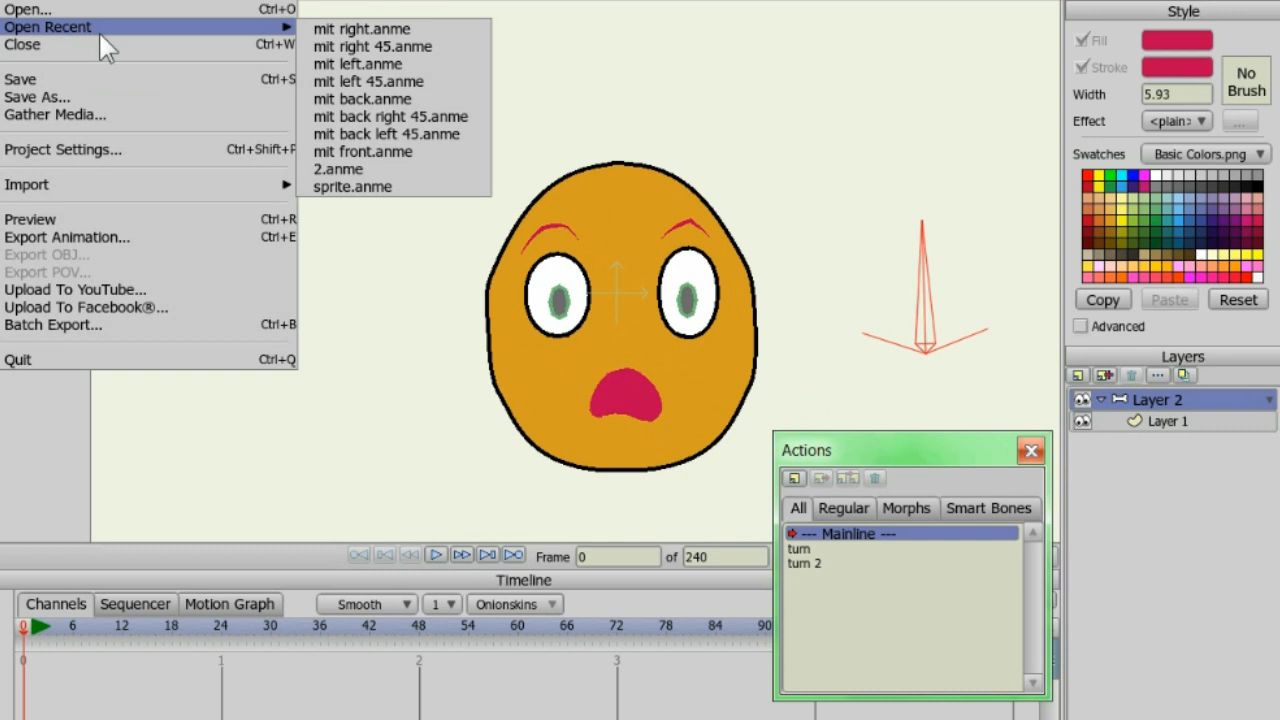 Open... Ctrl+O
Open Recent
Close Ctrl+W
Save Ctrl+S
Save As...
Gather Media...
Project Settings... Ctrl+Shift+P
Import
Preview Ctrl+R
Export Animation... Ctrl+E
Export OBJ...
Export POV...
Upload To YouTube...
Upload To Facebook®...
Batch Export... Ctrl+B
Quit Ctrl+Q
mit right.anme
mit right 45.anme
mit left.anme
mit left 45.anme
mit back.anme
mit back right 45.anme
mit back left 45.anme
mit front.anme
2.anme
sprite.anme
Style
Fill
Stroke
No Brush
Width 5.93
Effect <plain> ...
Swatches Basic Colors.png
Copy Paste Reset
Advanced
Layers
Layer 2
Layer 1
Actions
All Regular Morphs Smart Bones
--- Mainline ---
turn
turn 2
Frame 0 of 240
Timeline
Channels Sequencer Motion Graph Smooth 1 Onionskins
0 6 12 18 24 30 36 42 48 54 60 66 72 78 84 90
0 1 2 3